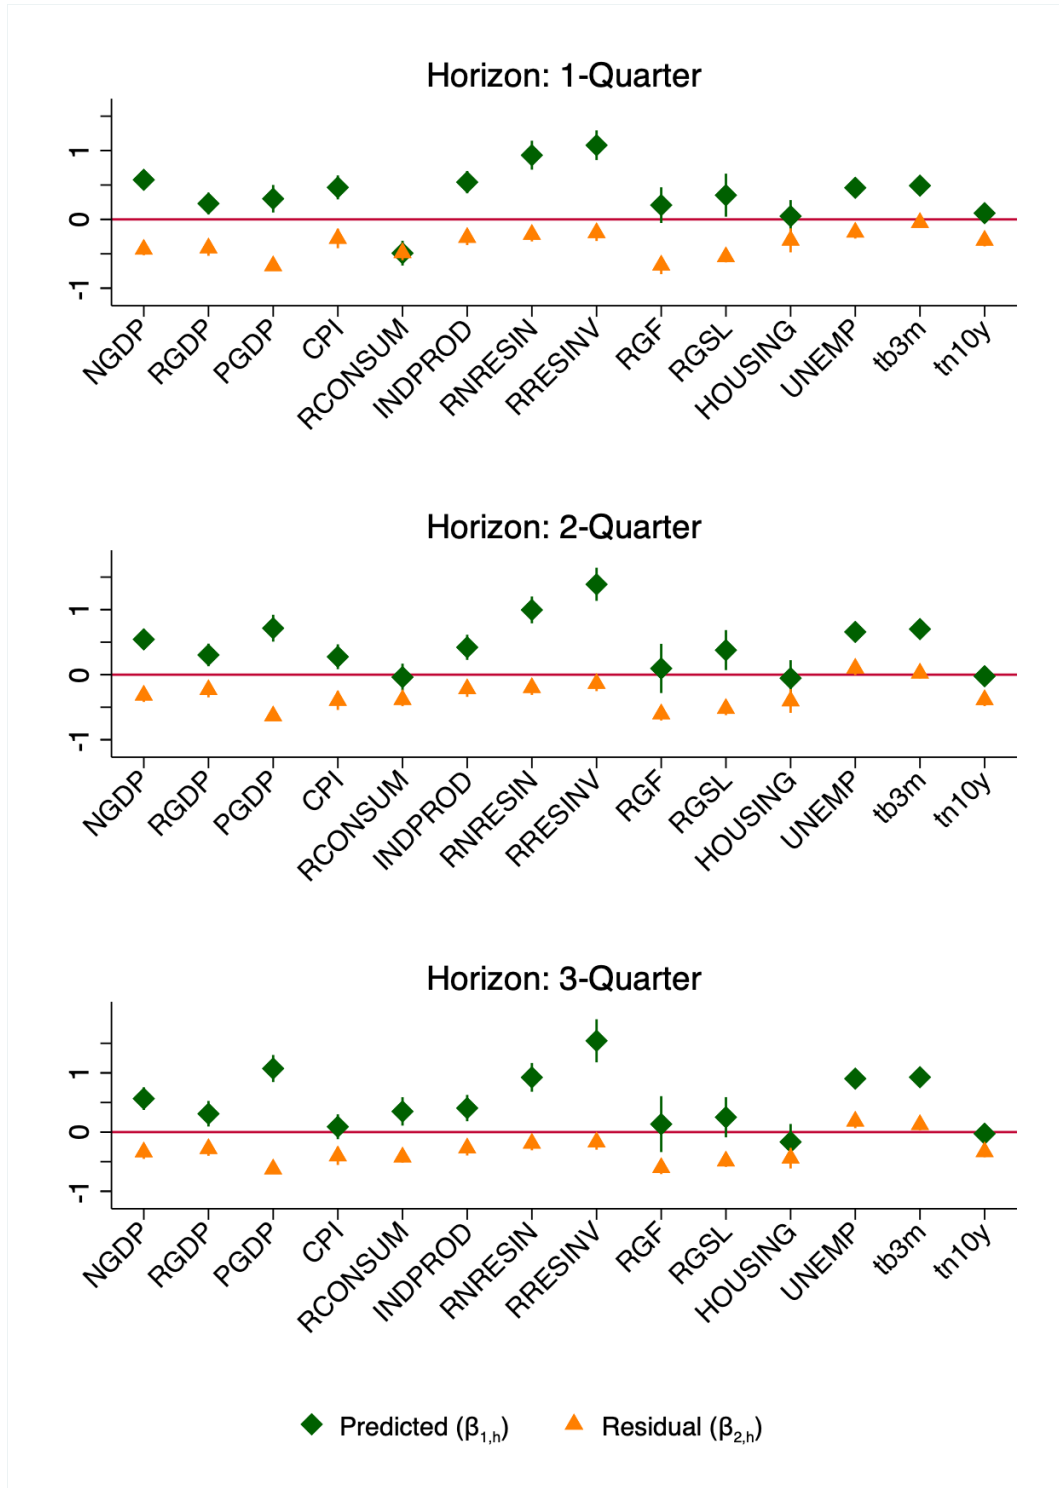 Horizon: 1-Quarter
1
0
-1
NGDP
RGDP
PGDP
CPI
RCONSUM
INDPROD
RNRESIN
RRESINV
RGF
RGSL
HOUSING
UNEMP
tb3m
tn10y
Horizon: 2-Quarter
1
0
-1
NGDP
RGDP
PGDP
CPI
RCONSUM
INDPROD
RNRESIN
RRESINV
RGF
RGSL
HOUSING
UNEMP
tb3m
tn10y
Horizon: 3-Quarter
1
0
-1
NGDP
RGDP
PGDP
CPI
RCONSUM
INDPROD
RNRESIN
RRESINV
RGF
RGSL
HOUSING
UNEMP
tb3m
tn10y
Predicted (β1,h) Residual (β2,h)